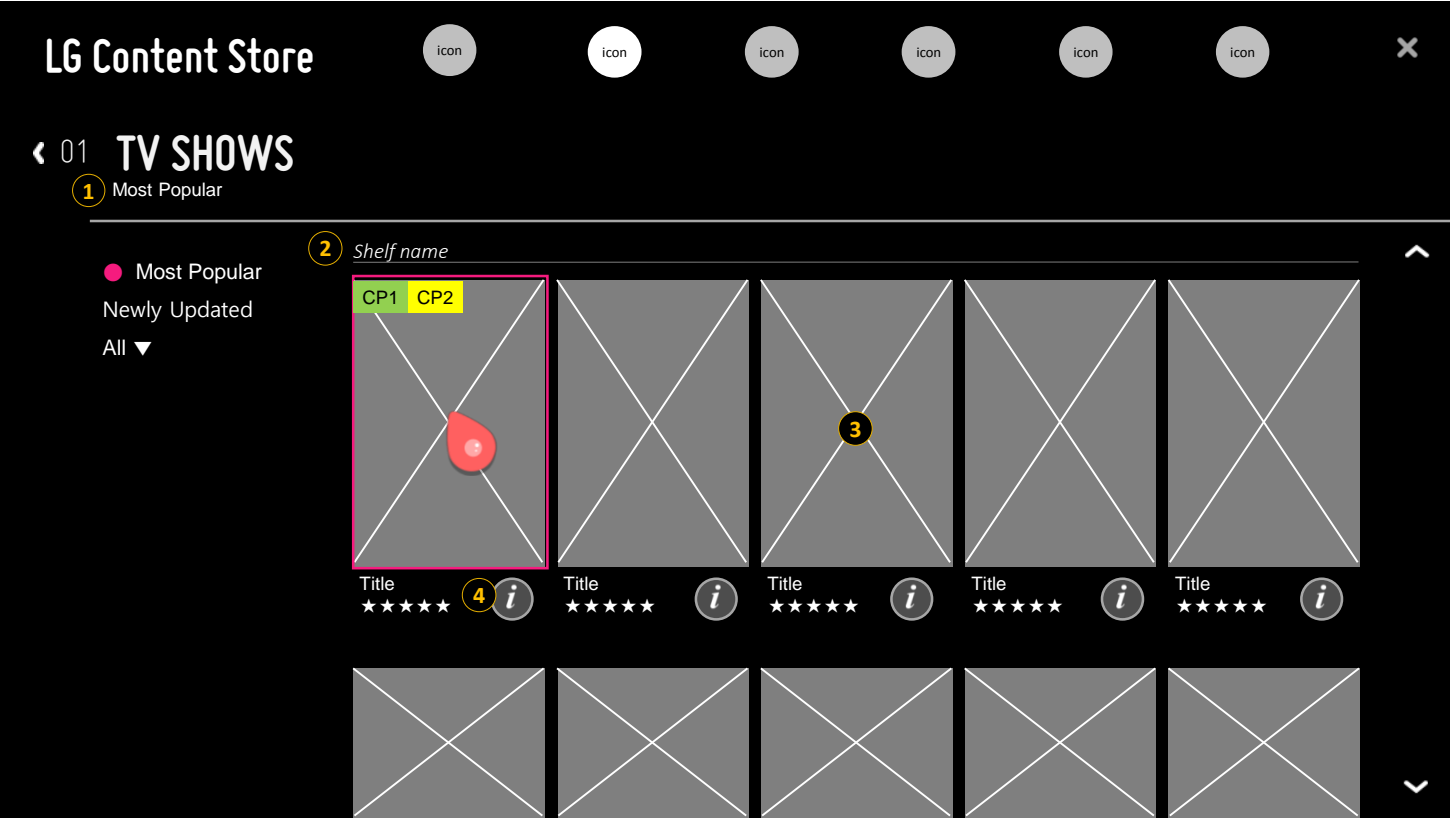 LG Content Store
icon
icon
icon
icon
icon
icon
01 TV SHOWS
1 Most Popular
2 Shelf name
Most Popular
Newly Updated
All
CP1 CP2
3
Title
★★★★★
4
i
Title
★★★★★
i
Title
★★★★★
i
Title
★★★★★
i
Title
★★★★★
i